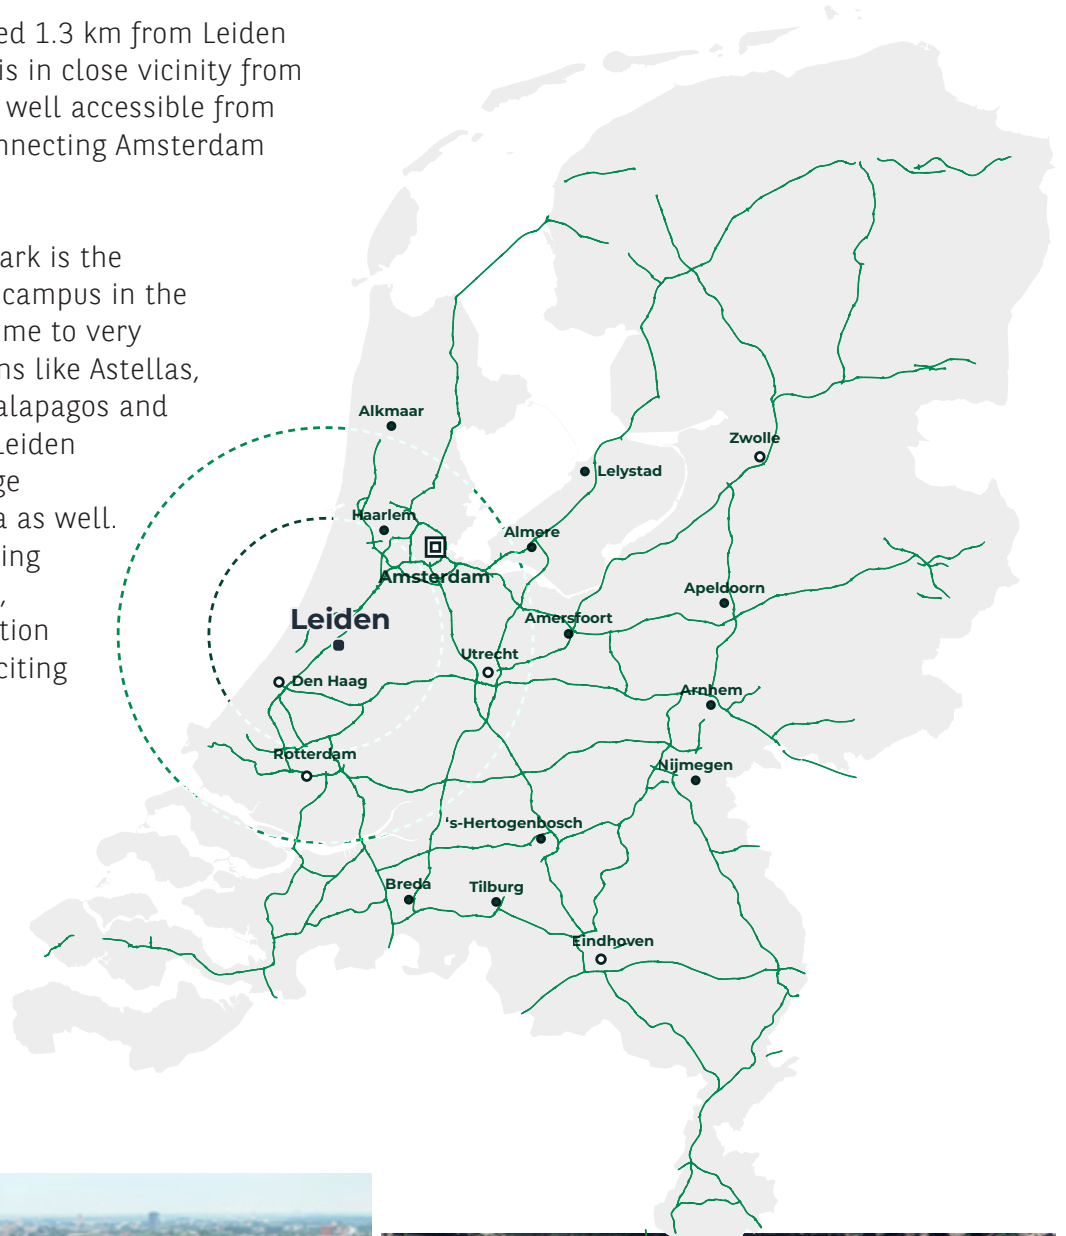 ed 1.3 km from Leiden
is in close vicinity from
well accessible from
nnecting Amsterdam
ark is the
campus in the
me to very
ns like Astellas,
alapagos and
Leiden
ge
a as well.
ing
,
tion
citing
Alkmaar
Zwolle
Lelystad
Haarlem
Almere
Amsterdam
Apeldoorn
Leiden
Amersfoort
Utrecht
Den Haag
Arnhem
Rotterdam
Nijmegen
's-Hertogenbosch
Breda
Tilburg
Eindhoven